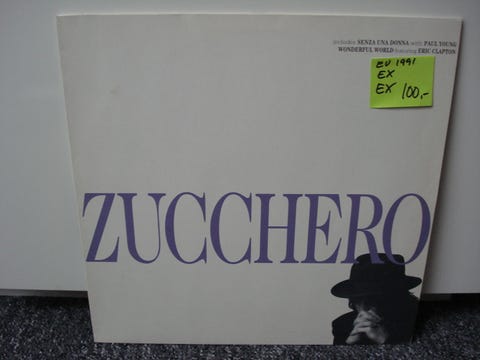 includes SENZA UNA DONNA with PAUL YOUNG
WONDERFUL WORLD featuring ERIC CLAPTON
EU 1991
EX
EX 100,-
ZUCCHERO